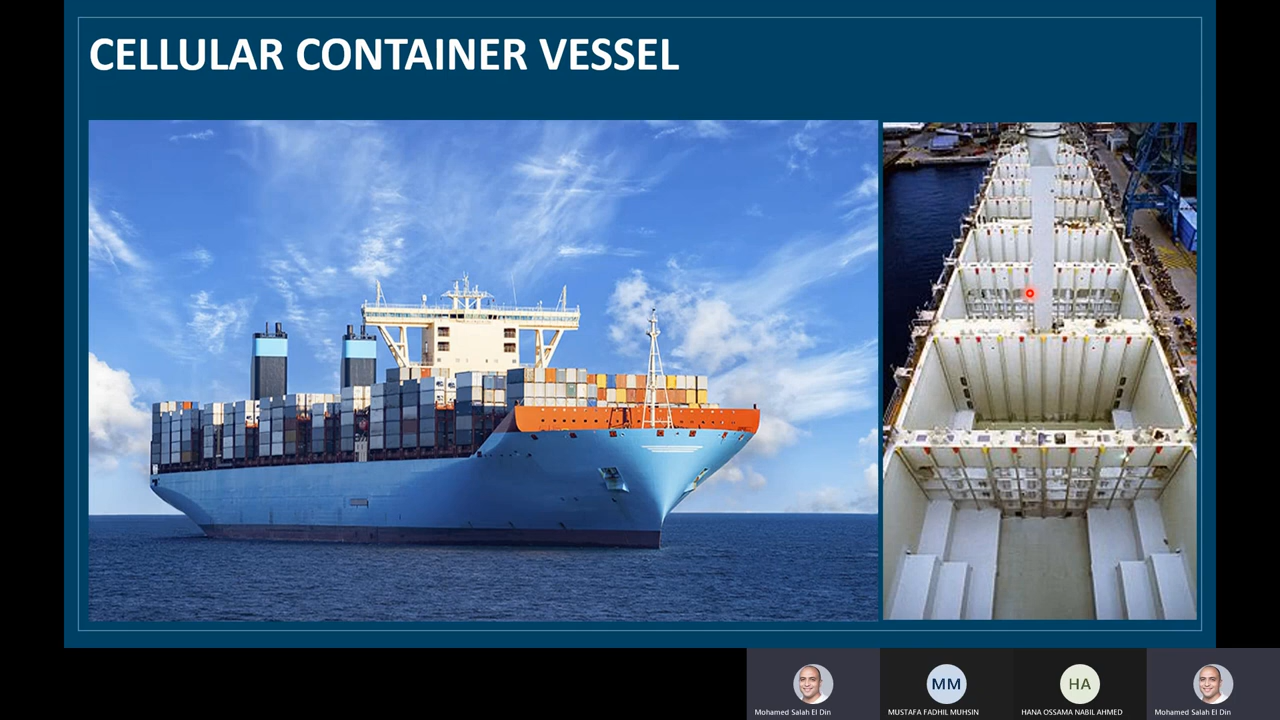 CELLULAR CONTAINER VESSEL
MM
HA
Mohamed Salah El Din
MUSTAFA FADHIL MUHSIN
HANA OSSAMA NABIL AHMED
Mohamed Salah El Din